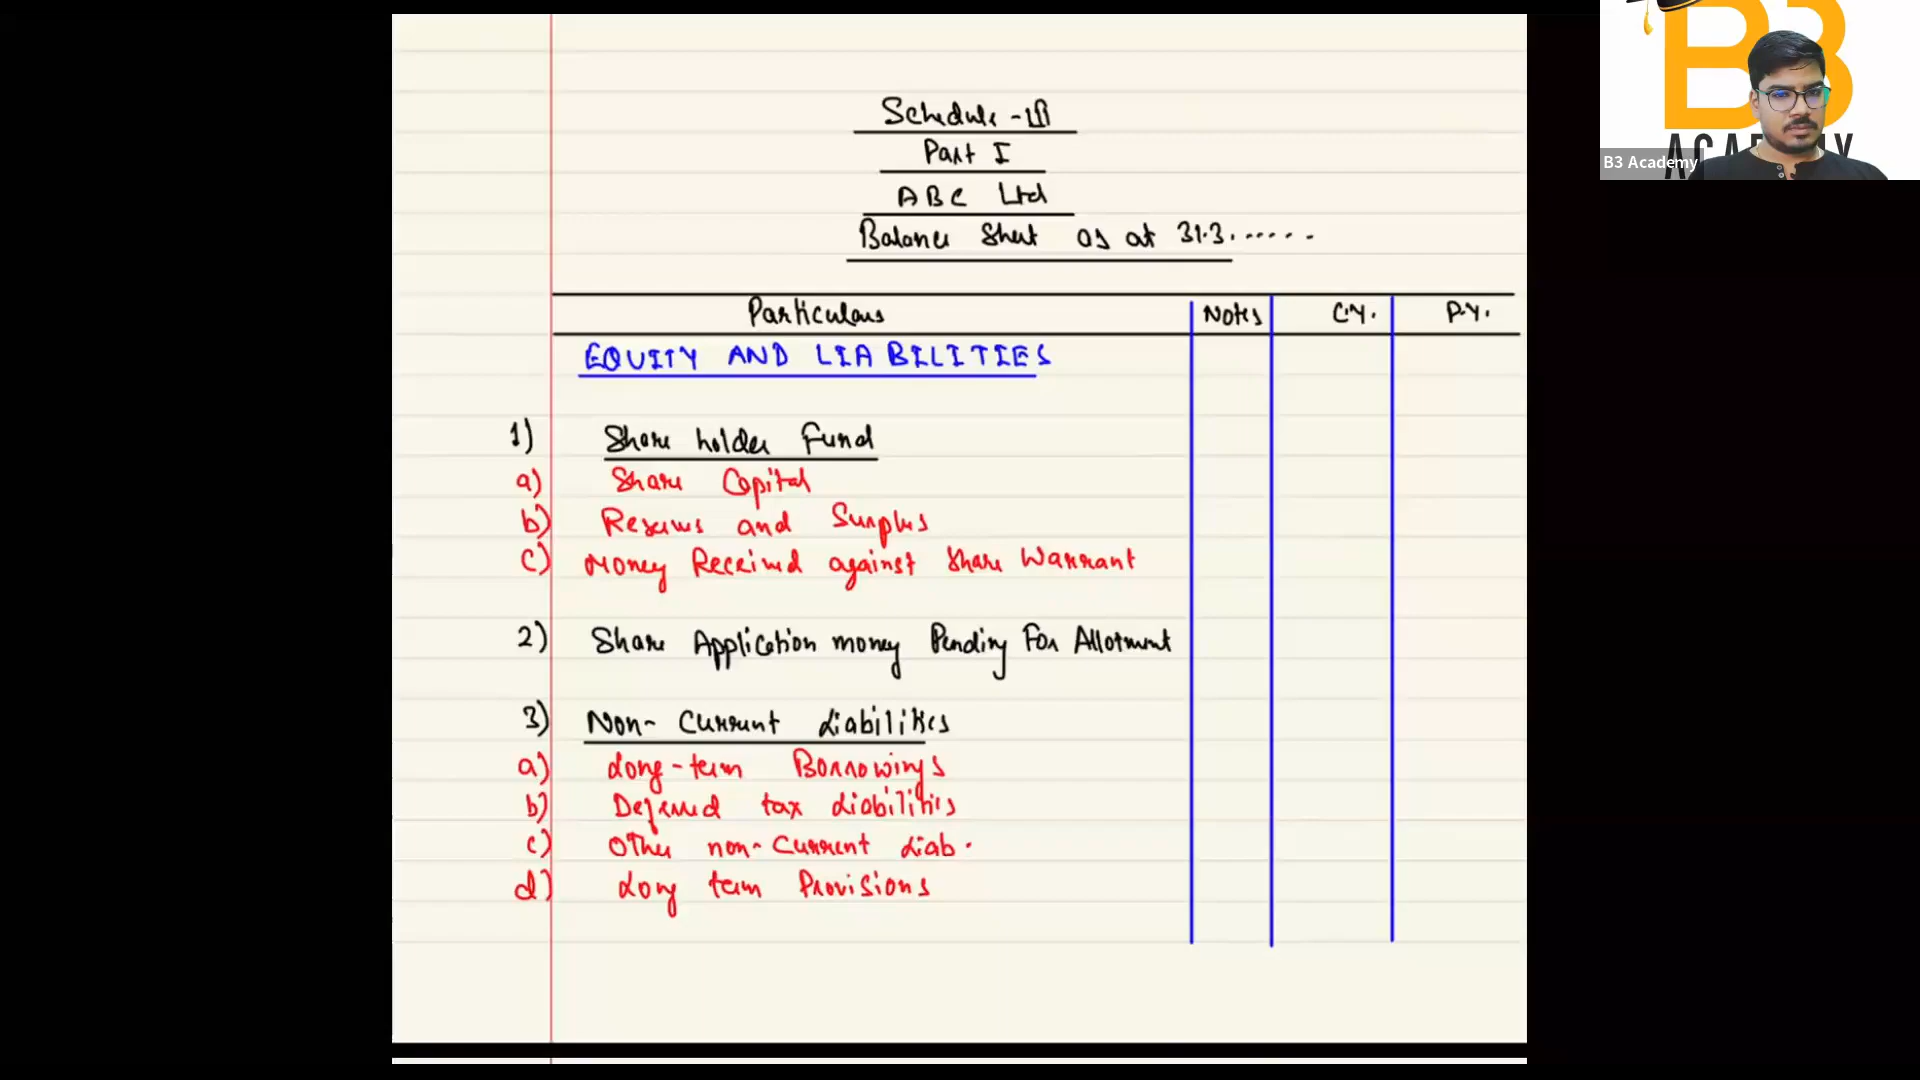 Schedule - III
Part I
ABC Ltd
Balance Sheet as at 31.3......
Particulars Notes C.Y. P.Y.
EQUITY AND LIABILITIES
1) Share holder Fund
a) Share Capital
b) Reserves and Surplus
c) Money Received against Share Warrant
2) Share Application money Pending For Allotment
3) Non-Current Liabilities
a) Long-term Borrowings
b) Deferred tax Liabilities
c) Other non-Current Liab.
d) Long term Provisions
B3
ACADEMY
B3 Academy